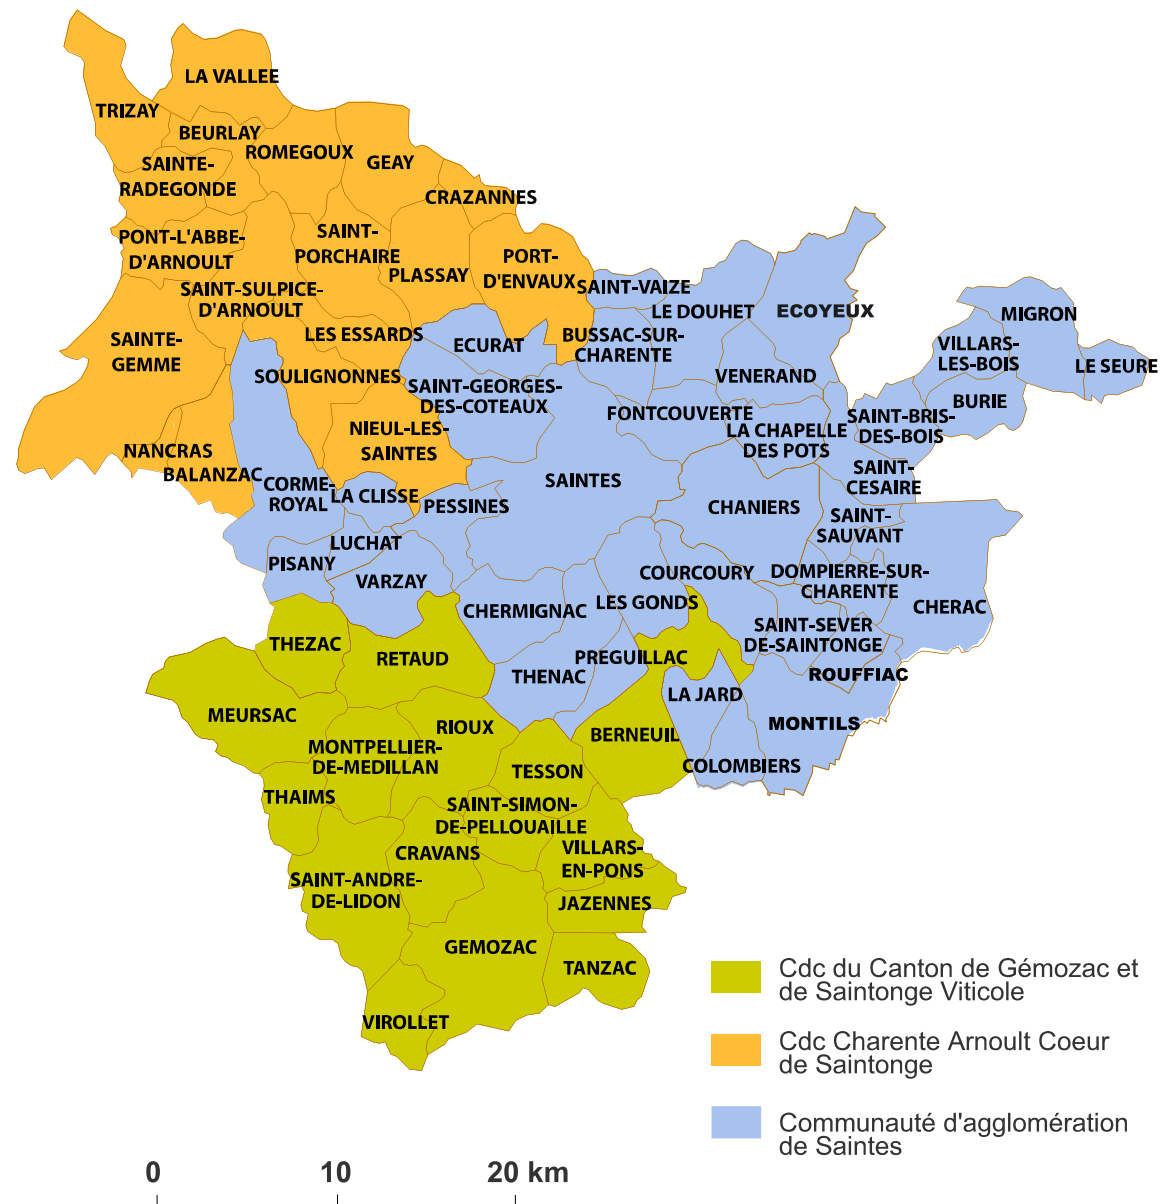 LA VALLEE
TRIZAY
BEURLAY
ROMEGOUX
GEAY
SAINTE-
RADEGONDE
CRAZANNES
PONT-L'ABBE-
D'ARNOULT
SAINT-
PORCHAIRE
PLASSAY
PORT-
D'ENVAUX
SAINT-SULPICE-
D'ARNOULT
SAINT-VAIZE
LE DOUHET
ECOYEUX
MIGRON
SAINTE-
GEMME
LES ESSARDS
ECURAT
BUSSAC-SUR-
CHARENTE
VILLARS-
LES-BOIS
LE SEURE
SOULIGNONNES
SAINT-GEORGES-
DES-COTEAUX
VENERAND
BURIE
FONTCOUVERTE
LA CHAPELLE
DES POTS
SAINT-BRIS-
DES-BOIS
NIEUL-LES-
SAINTES
NANCRAS
BALANZAC
CORME-
ROYAL
LA CLISSE
PESSINES
SAINTES
SAINT-
CESAIRE
CHANIERS
SAINT-
SAUVANT
LUCHAT
PISANY
VARZAY
COURCOURY
DOMPIERRE-SUR-
CHARENTE
CHERAC
CHERMIGNAC
LES GONDS
SAINT-SEVER
DE-SAINTONGE
THEZAC
RETAUD
THENAC
PREGUILLAC
ROUFFIAC
LA JARD
MEURSAC
RIOUX
BERNEUIL
MONTILS
MONTPELLIER-
DE-MEDILLAN
TESSON
COLOMBIERS
THAIMS
SAINT-SIMON-
DE-PELLOUAILLE
CRAVANS
VILLARS-
EN-PONS
SAINT-ANDRE-
DE-LIDON
JAZENNES
GEMOZAC
TANZAC
VIROLLET
Cdc du Canton de Gémozac et
de Saintonge Viticole
Cdc Charente Arnoult Coeur
de Saintonge
Communauté d'agglomération
de Saintes
0 10 20 km